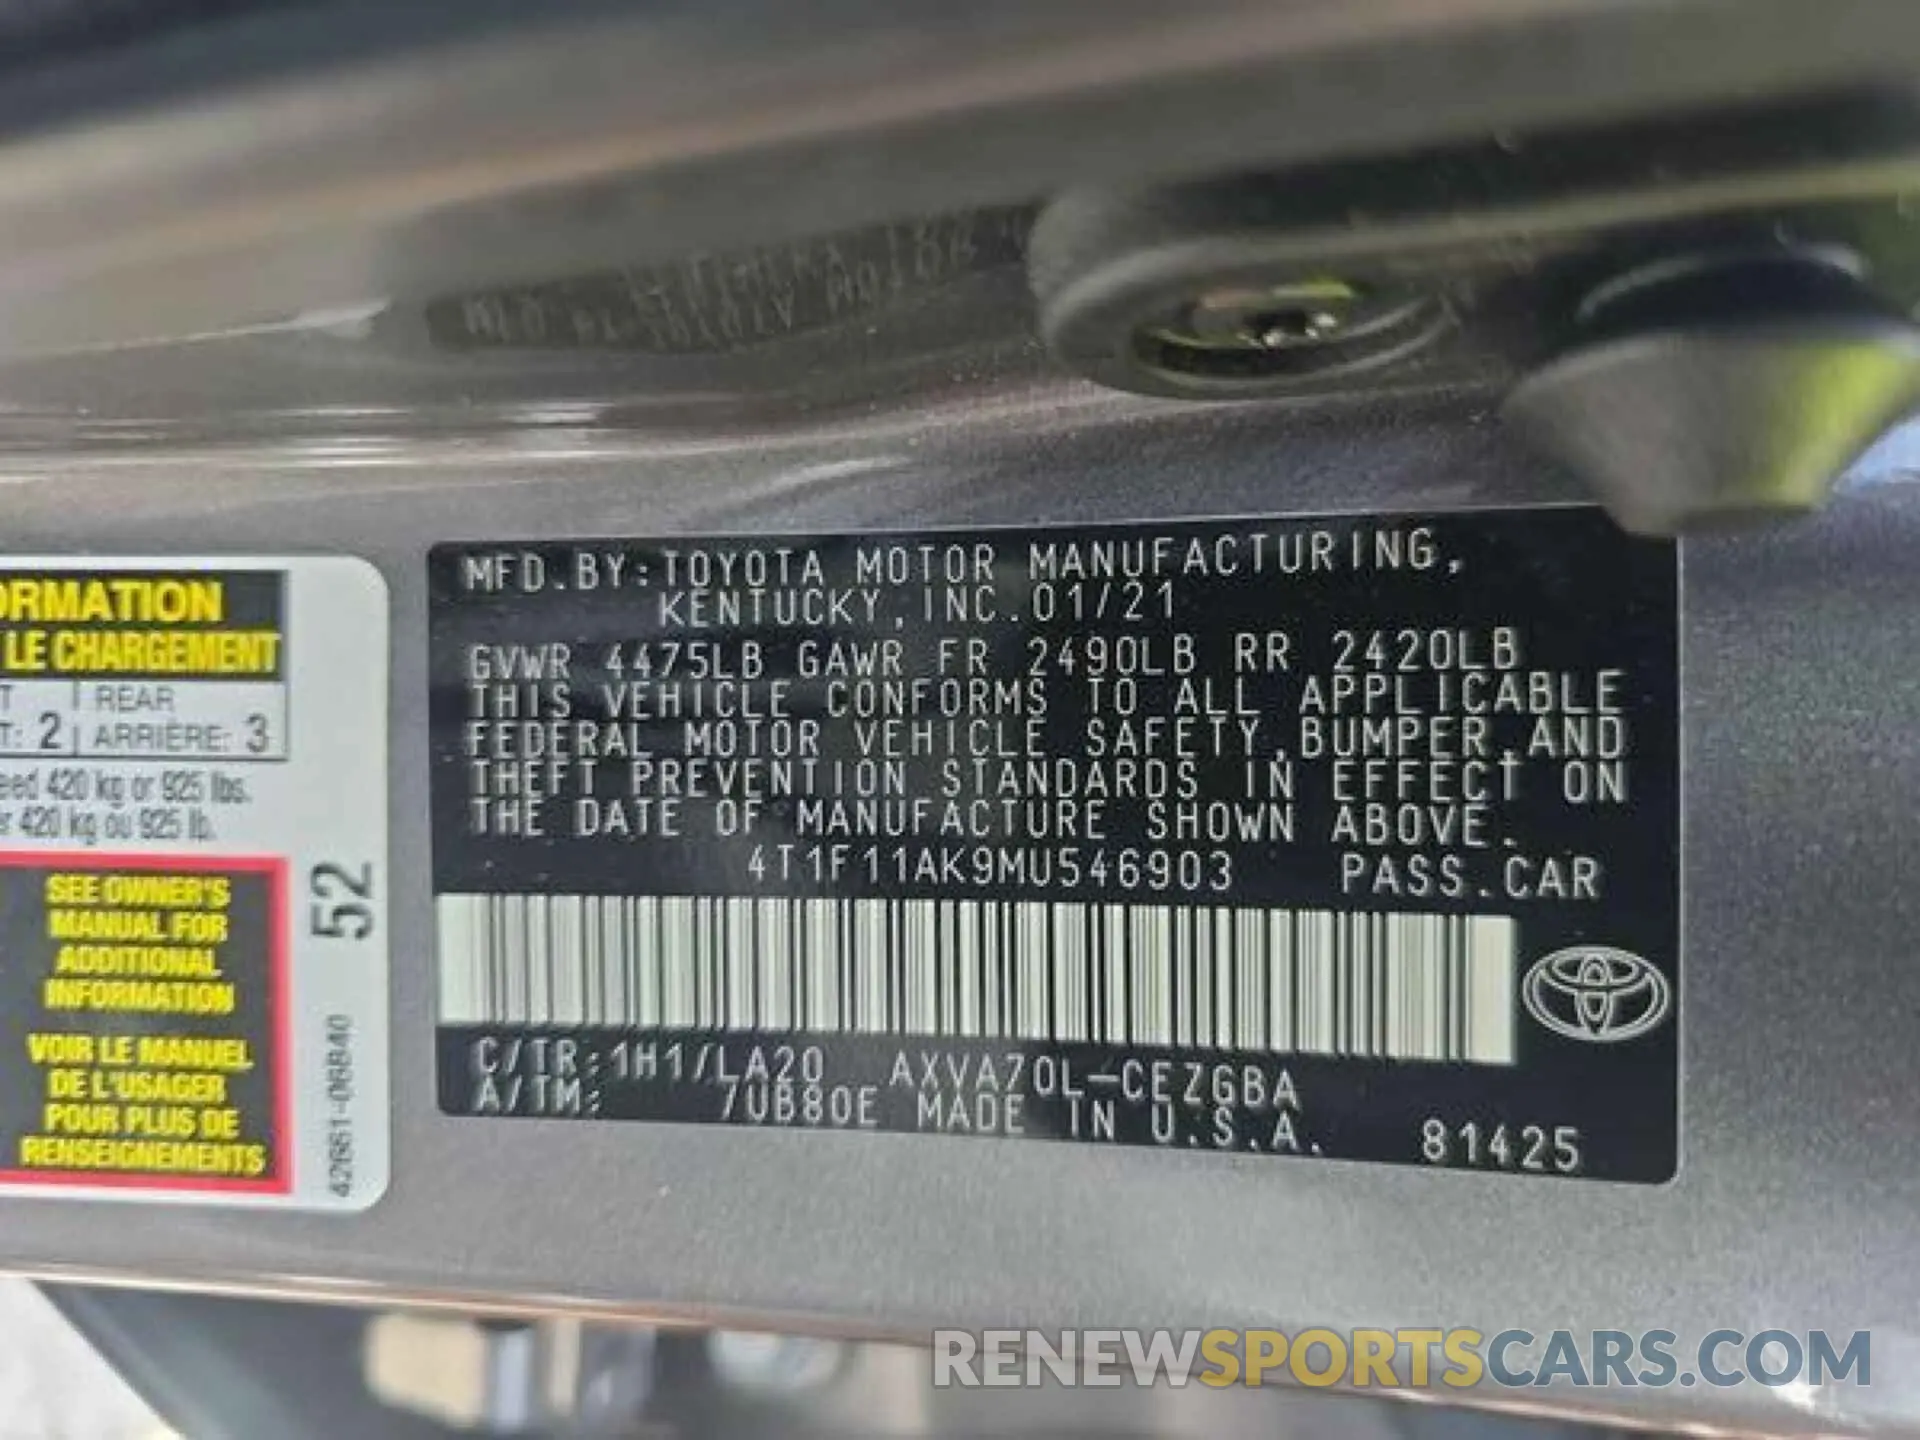 ORMATION
LE CHARGEMENT
T REAR
T: 2 ARRIÈRE: 3
eed 420 kg or 925 lbs.
r 420 kg ou 925 lb.
SEE OWNER'S
MANUAL FOR
ADDITIONAL
INFORMATION
VOIR LE MANUEL
DE L'USAGER
POUR PLUS DE
RENSEIGNEMENTS
52
42661-08B40
MFD.BY:TOYOTA MOTOR MANUFACTURING,
KENTUCKY,INC.01/21
GVWR 4475LB GAWR FR 2490LB RR 2420LB
THIS VEHICLE CONFORMS TO ALL APPLICABLE
FEDERAL MOTOR VEHICLE SAFETY,BUMPER,AND
THEFT PREVENTION STANDARDS IN EFFECT ON
THE DATE OF MANUFACTURE SHOWN ABOVE.
4T1F11AK9MU546903 PASS.CAR
C/TR:1H1/LA20 AXVA70L-CEZGBA
A/TM: /UB80E MADE IN U.S.A.
81425
RENEWSPORTSCARS.COM